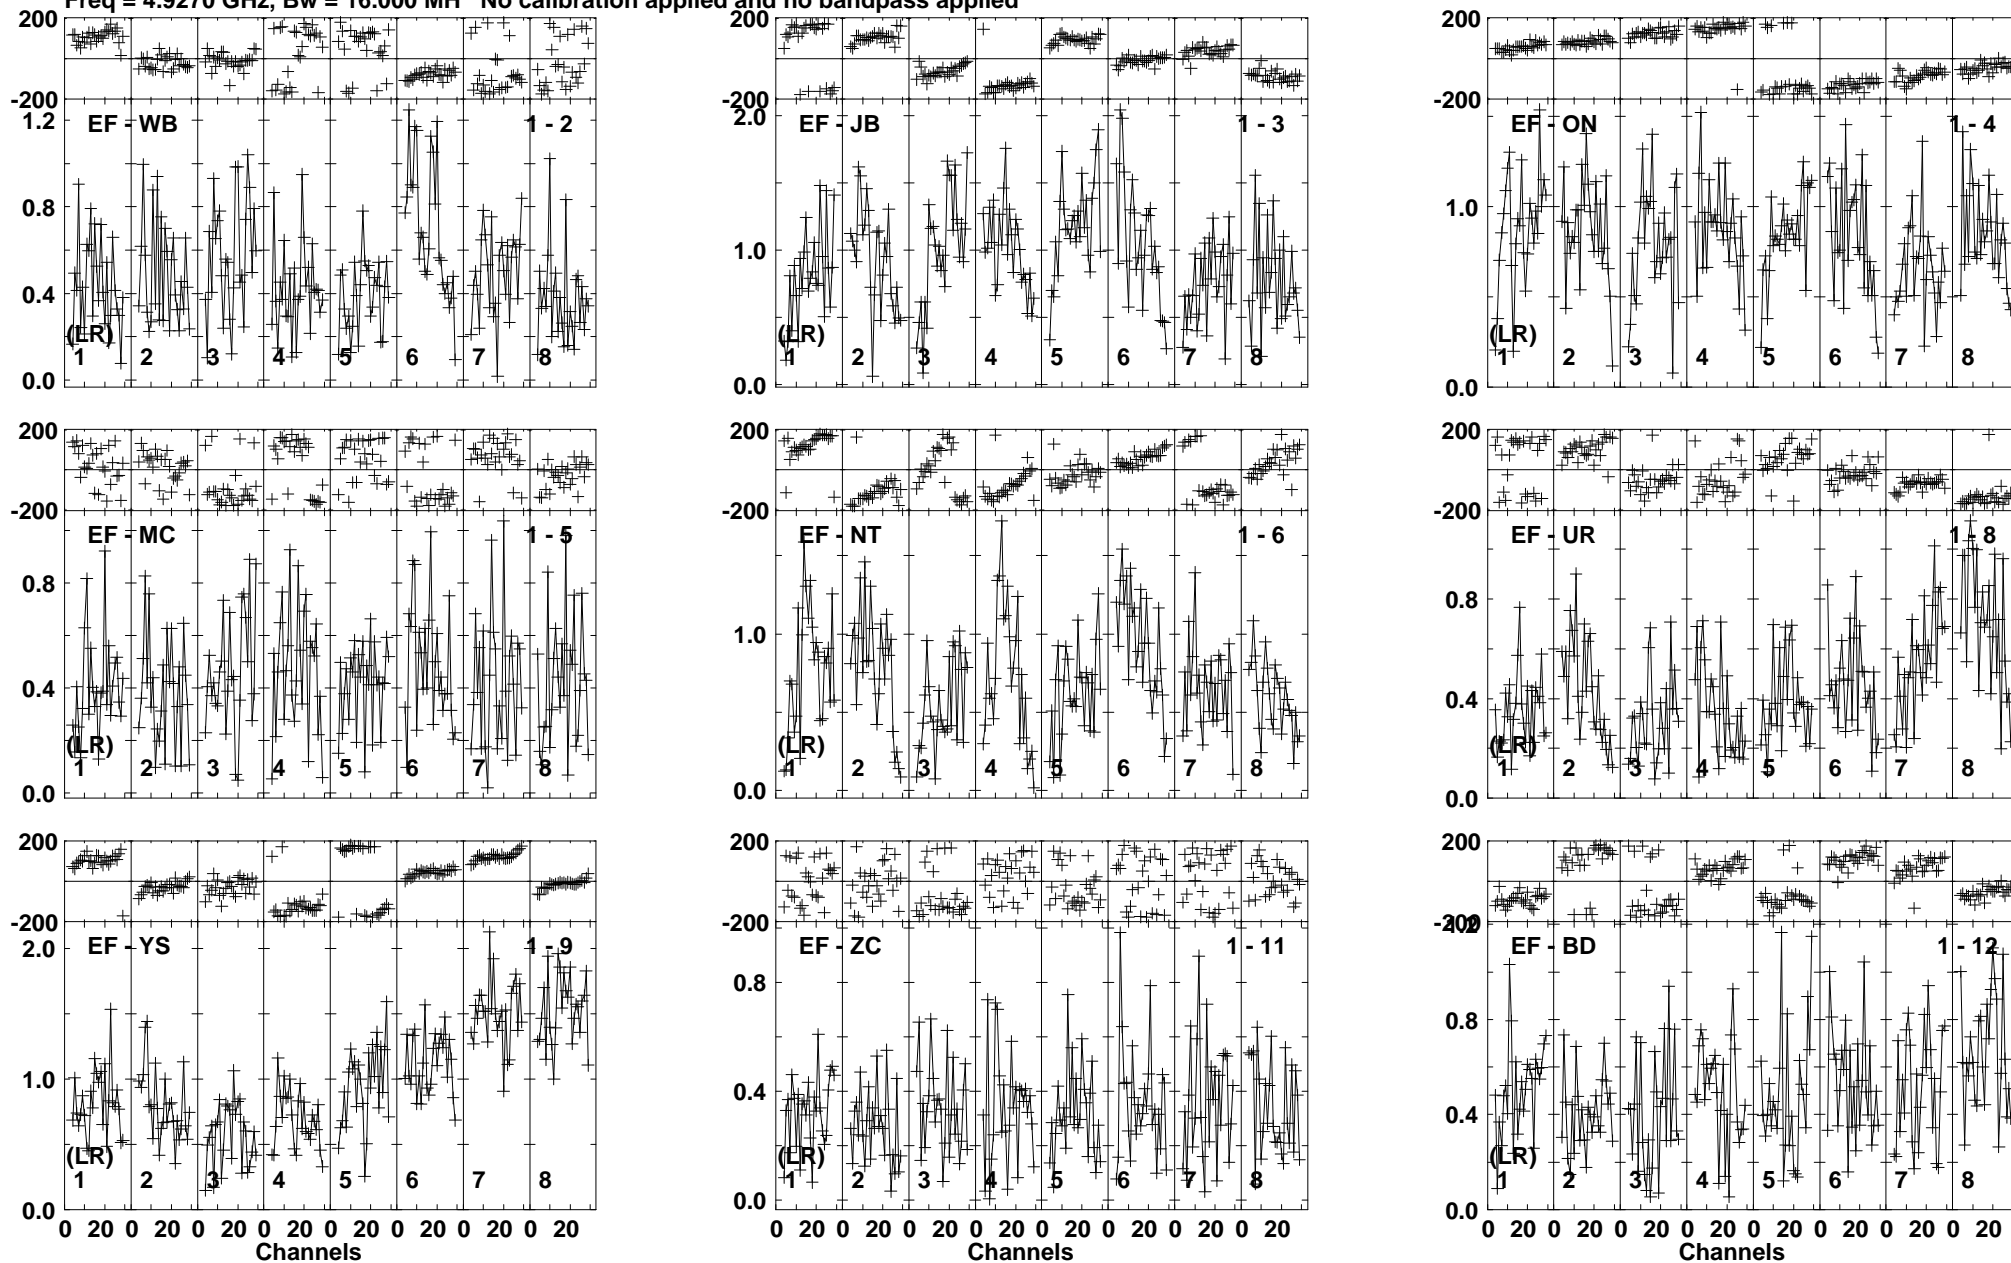 Freq = 4.9270 GHz, Bw = 16.000 MH No calibration applied and no bandpass applied
200 200 200
-200 -200 -200
1.2 EF - WB 1 - 2 2.0 EF - JB 1 - 3 EF - ON 1 - 4
0.8 1.0 1.0
0.4
(LR) (LR) (LR)
1 2 3 4 5 6 7 8 1 2 3 4 5 6 7 8 1 2 3 4 5 6 7 8
0.0 0.0 0.0
200 200 200
-200 -200 -200
EF - MC 1 - 5 EF - NT 1 - 6 EF - UR 1 - 8
0.8 1.0 0.8
0.4 0.4
(LR) (LR) (LR)
1 2 3 4 5 6 7 8 1 2 3 4 5 6 7 8 1 2 3 4 5 6 7 8
0.0 0.0 0.0
200 200 200
-200 -200 -200
1.2
2.0 EF - YS 1 - 9 EF - ZC 1 - 11 EF - BD 1 - 12
0.8 0.8
1.0 0.4 0.4
(LR) (LR) (LR)
1 2 3 4 5 6 7 8 1 2 3 4 5 6 7 8 1 2 3 4 5 6 7 8
0.0 0.0 0.0
0 20 0 20 0 20 0 20 0 20 0 20 0 20 0 20 0 20 0 20 0 20 0 20 0 20 0 20 0 20 0 20 0 20 0 20 0 20 0 20 0 20 0 20 0 20 0 20
Channels Channels Channels